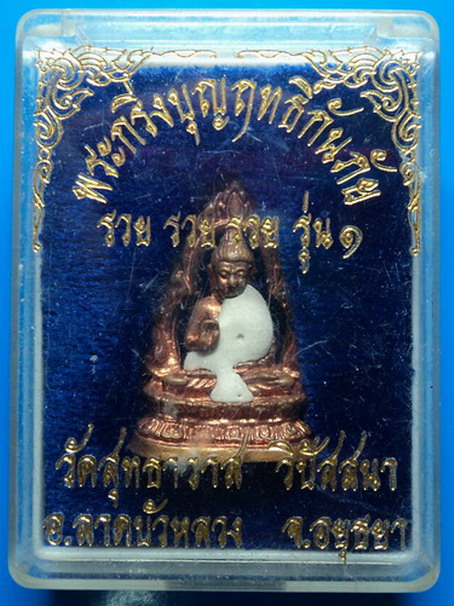 พระกริ่งบุญฤทธิ์กันภัย
รวย รวย รวย รุ่น ๑
วัดสุทธาวาส วิปัสสนา
อ.ลาดบัวหลวง จ.อยุธยา